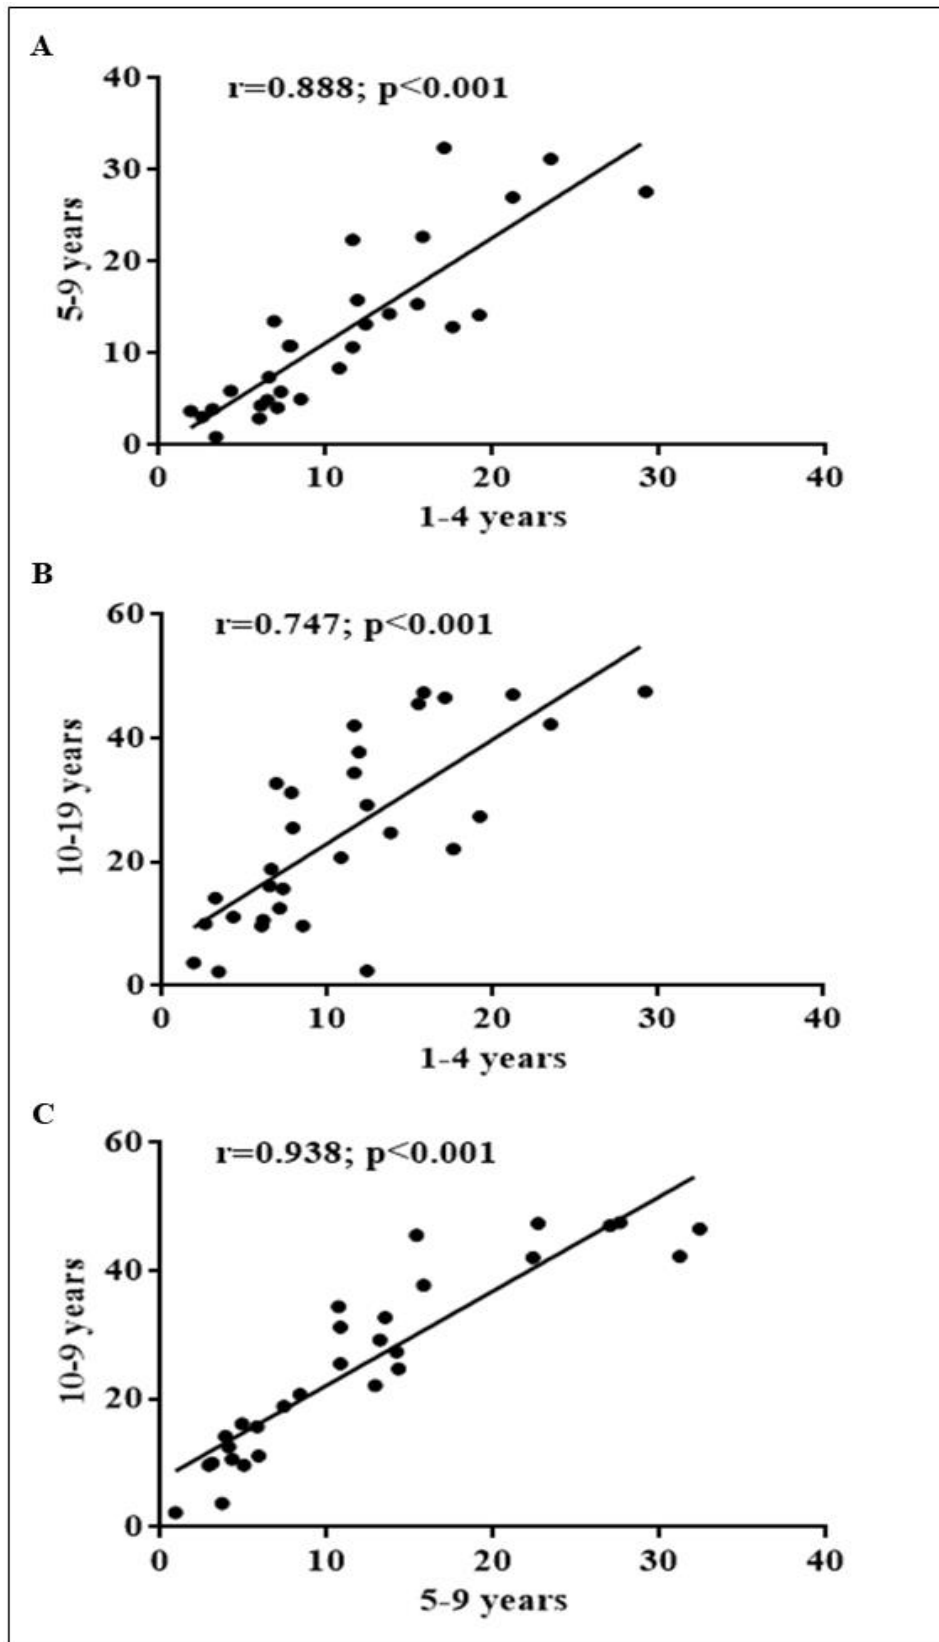 A
r=0.888; p<0.001
40
30
20
10
0
5-9 years
0 10 20 30 40
1-4 years
B
r=0.747; p<0.001
60
40
20
0
10-19 years
0 10 20 30 40
1-4 years
C
r=0.938; p<0.001
60
40
20
0
10-9 years
0 10 20 30 40
5-9 years